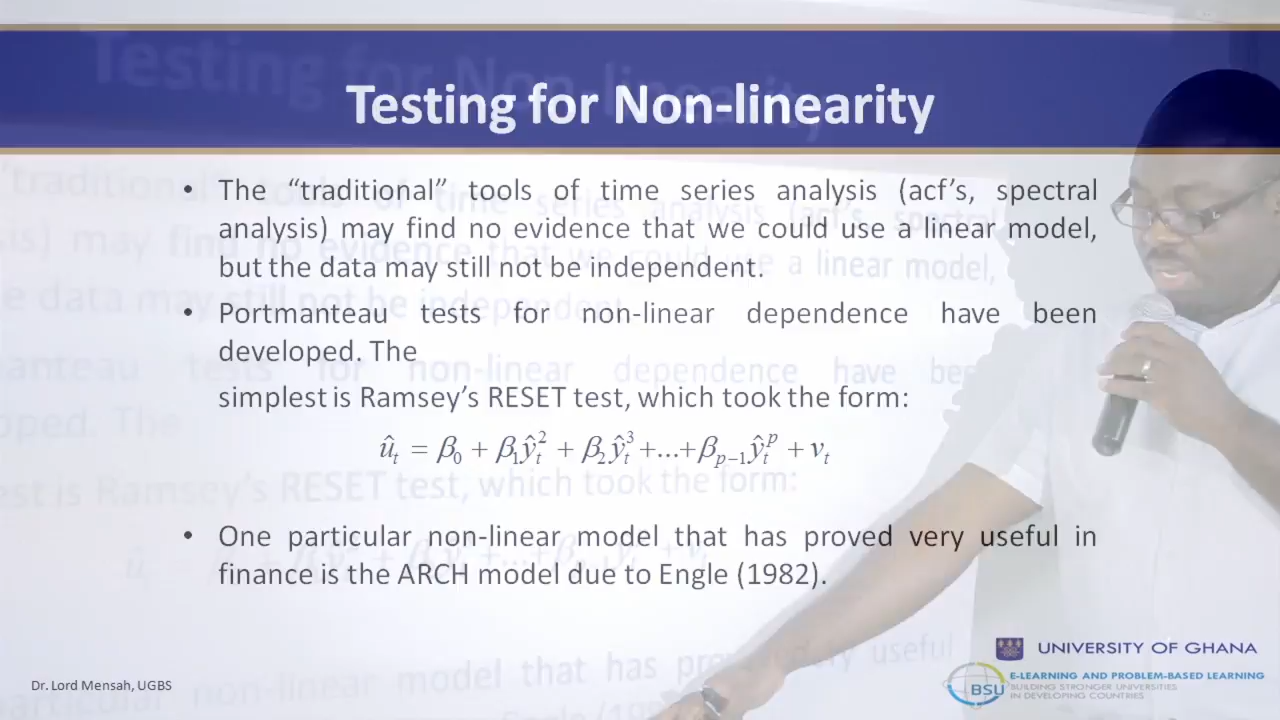 Testing for Non-linearity
• The “traditional” tools of time series analysis (acf’s, spectral
analysis) may find no evidence that we could use a linear model,
but the data may still not be independent.
• Portmanteau tests for non-linear dependence have been
developed. The
simplest is Ramsey’s RESET test, which took the form:
û_t = β_0 + β_1 ŷ_t^2 + β_2 ŷ_t^3 +...+ β_{p−1} ŷ_t^p + v_t
• One particular non-linear model that has proved very useful in
finance is the ARCH model due to Engle (1982).
UNIVERSITY OF GHANA
Dr. Lord Mensah, UGBS
BSU
E-LEARNING AND PROBLEM-BASED LEARNING
BUILDING STRONGER UNIVERSITIES
IN DEVELOPING COUNTRIES